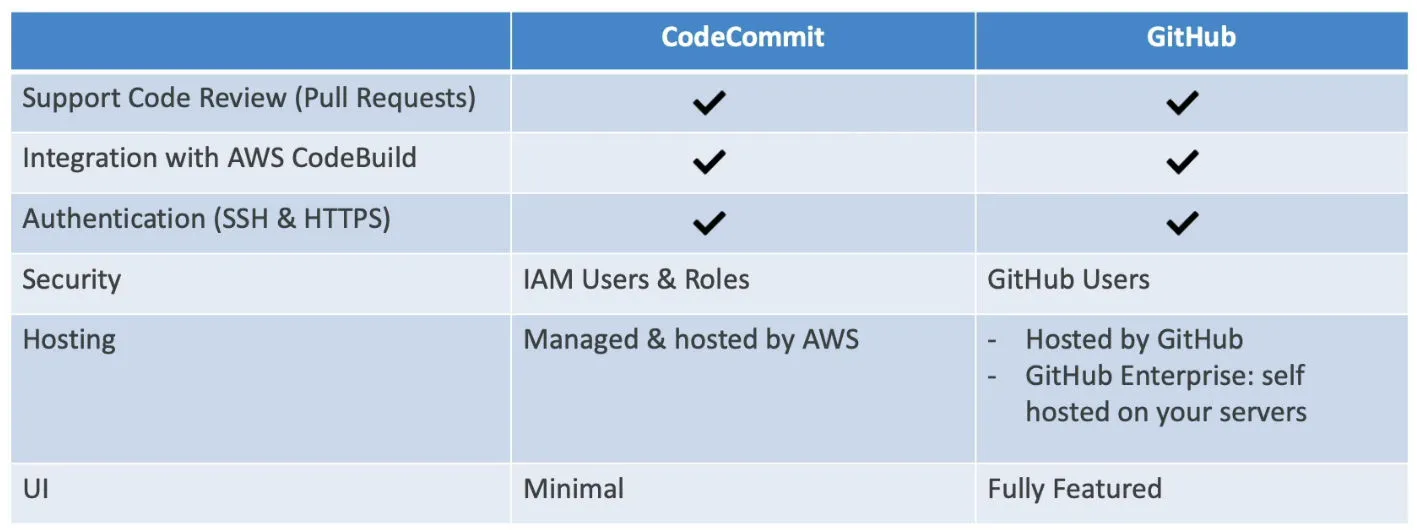 CodeCommit GitHub
Support Code Review (Pull Requests) ✔ ✔
Integration with AWS CodeBuild ✔ ✔
Authentication (SSH & HTTPS) ✔ ✔
Security IAM Users & Roles GitHub Users
Hosting Managed & hosted by AWS - Hosted by GitHub
- GitHub Enterprise: self
hosted on your servers
UI Minimal Fully Featured